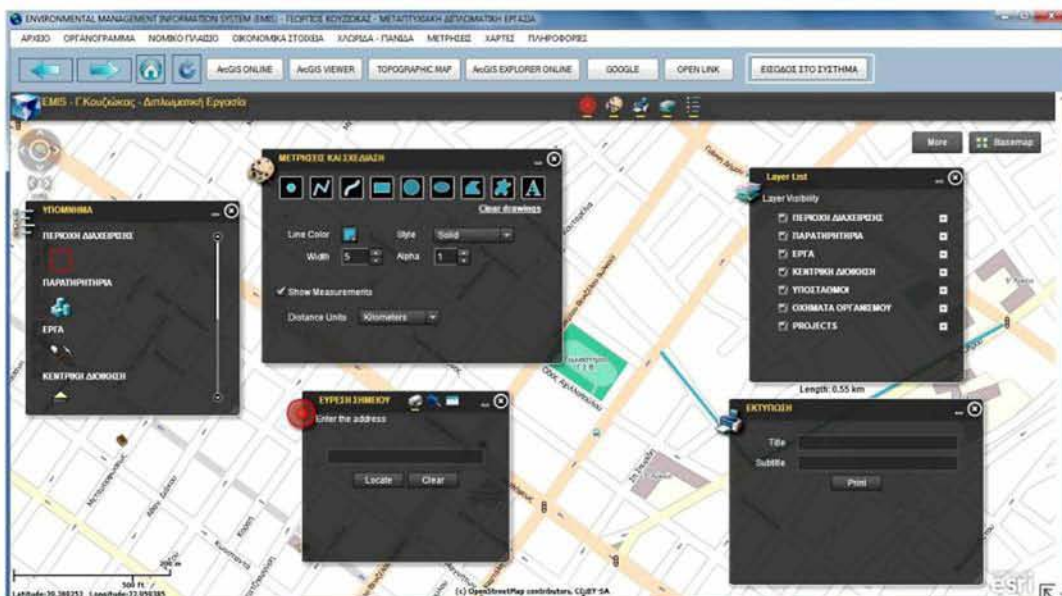 ENVIRONMENTAL MANAGEMENT INFORMATION SYSTEM (EMIS) - ΓΕΩΡΓΙΟΣ ΚΟΥΖΙΩΚΑΣ - ΜΕΤΑΠΤΥΧΙΑΚΗ ΔΙΠΛΩΜΑΤΙΚΗ ΕΡΓΑΣΙΑ
ΑΡΧΕΙΟ ΟΡΓΑΝΟΓΡΑΜΜΑ ΝΟΜΙΚΟ ΠΛΑΙΣΙΟ ΟΙΚΟΝΟΜΙΚΑ ΣΤΟΙΧΕΙΑ ΧΛΩΡΙΔΑ - ΠΑΝΙΔΑ ΜΕΤΡΗΣΕΙΣ ΧΑΡΤΕΣ ΠΛΗΡΟΦΟΡΙΕΣ
ArcGIS ONLINE ArcGIS VIEWER TOPOGRAPHIC MAP ArcGIS EXPLORER ONLINE GOOGLE OPEN LINK ΕΙΣΟΔΟΣ ΣΤΟ ΣΥΣΤΗΜΑ
EMIS - Γ.Κουζιώκας - Διπλωματική Εργασία
More Basemap
ΥΠΟΜΝΗΜΑ
ΠΕΡΙΟΧΗ ΔΙΑΧΕΙΡΙΣΗΣ
ΠΑΡΑΤΗΡΗΤΗΡΙΑ
ΕΡΓΑ
ΚΕΝΤΡΙΚΗ ΔΙΟΙΚΗΣΗ
ΜΕΤΡΗΣΕΙΣ ΚΑΙ ΣΧΕΔΙΑΣΗ
A
Clear drawings
Line Color Style Solid
Width 5 Alpha 1
Show Measurements
Distance Units Kilometers
Layer List
Layer Visibility
ΠΕΡΙΟΧΗ ΔΙΑΧΕΙΡΙΣΗΣ
ΠΑΡΑΤΗΡΗΤΗΡΙΑ
ΕΡΓΑ
ΚΕΝΤΡΙΚΗ ΔΙΟΙΚΗΣΗ
ΥΠΟΣΤΑΘΜΟΙ
ΟΧΗΜΑΤΑ ΟΡΓΑΝΙΣΜΟΥ
PROJECTS
Length: 0.55 km
ΕΥΡΕΣΗ ΣΗΜΕΙΟΥ
Enter the address
Locate Clear
ΕΚΤΥΠΩΣΗ
Title
Subtitle
Print
200 m
500 ft
(c) OpenStreetMap contributors, CC-BY-SA
esri